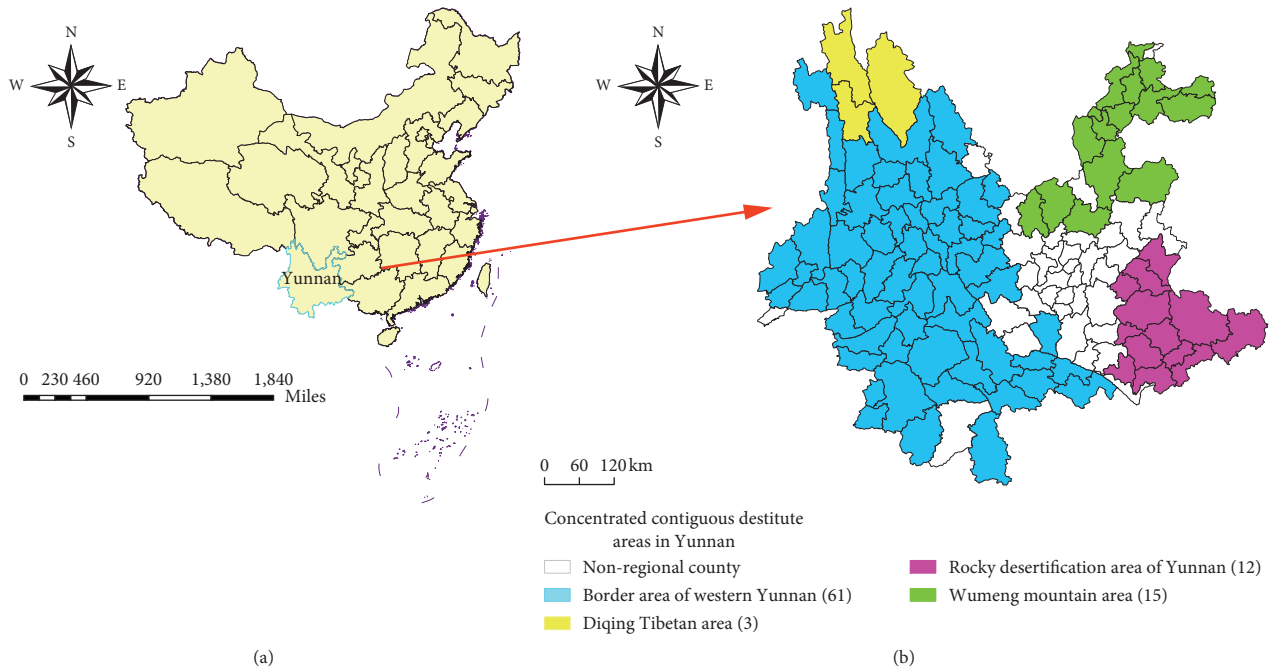 N
W E
S
Yunnan
0 230 460 920 1,380 1,840
Miles
(a)
N
W E
S
0 60 120 km
Concentrated contiguous destitute
areas in Yunnan
Non-regional county
Border area of western Yunnan (61)
Diqing Tibetan area (3)
Rocky desertification area of Yunnan (12)
Wumeng mountain area (15)
(b)